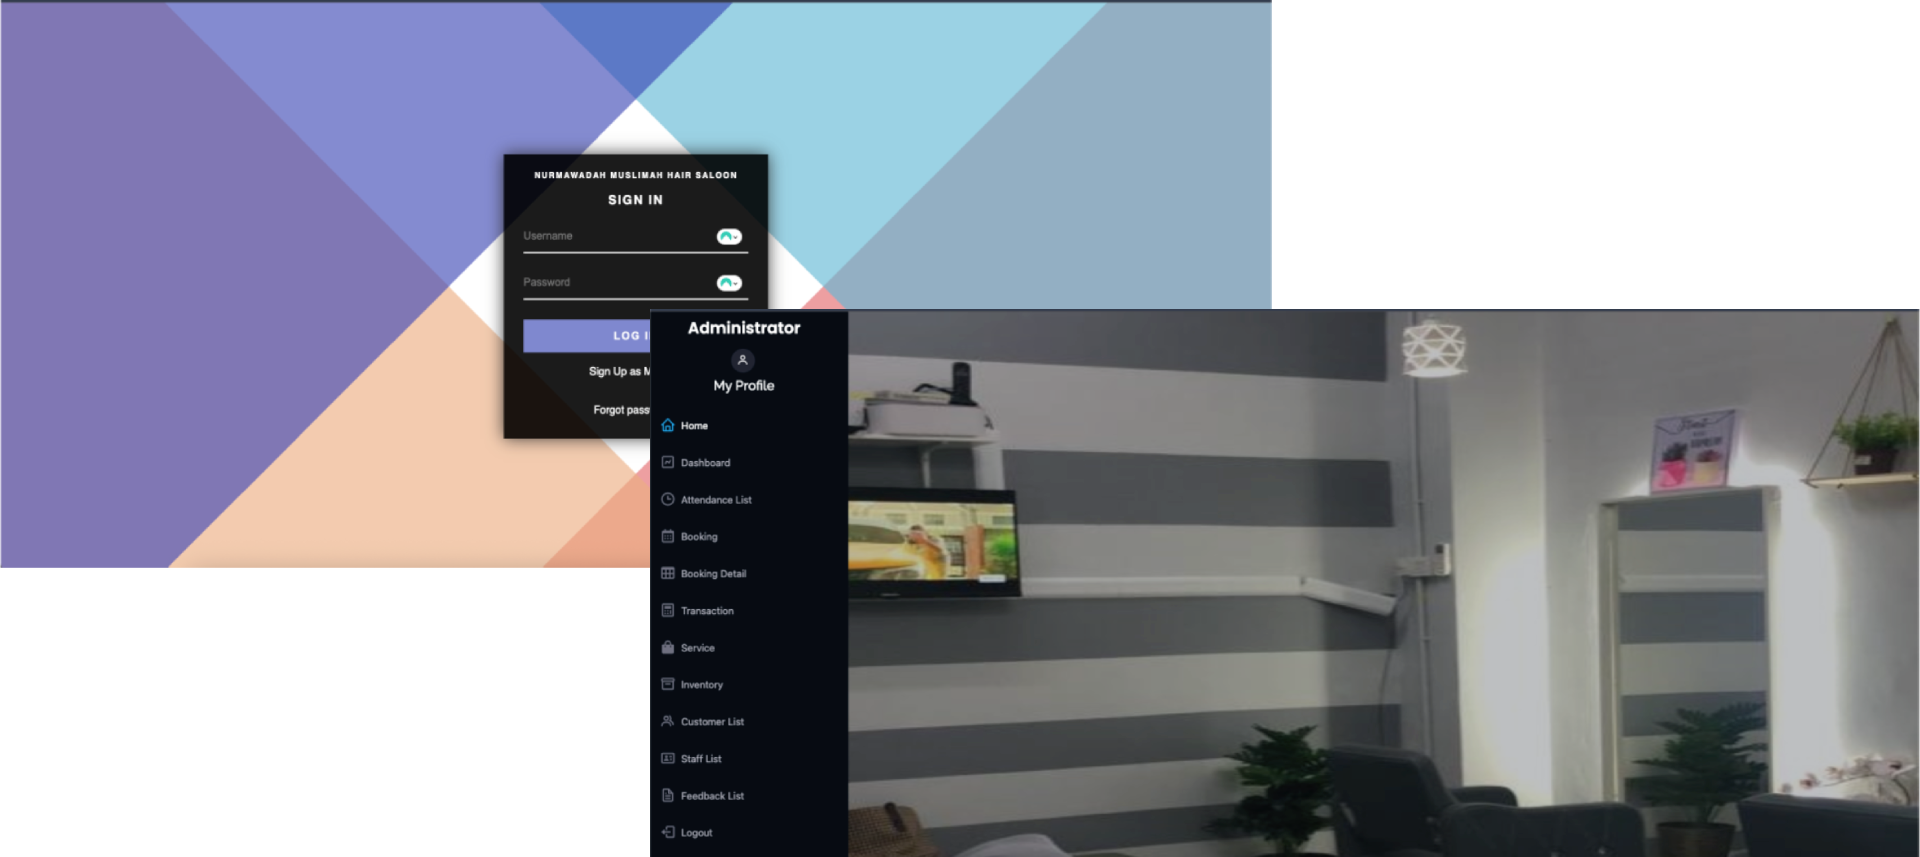 NURMAWADAH MUSLIMAH HAIR SALOON
SIGN IN
Username
Password
LOG I
Sign Up as M
Forgot pass
Administrator
My Profile
Home
Dashboard
Attendance List
Booking
Booking Detail
Transaction
Service
Inventory
Customer List
Staff List
Feedback List
Logout